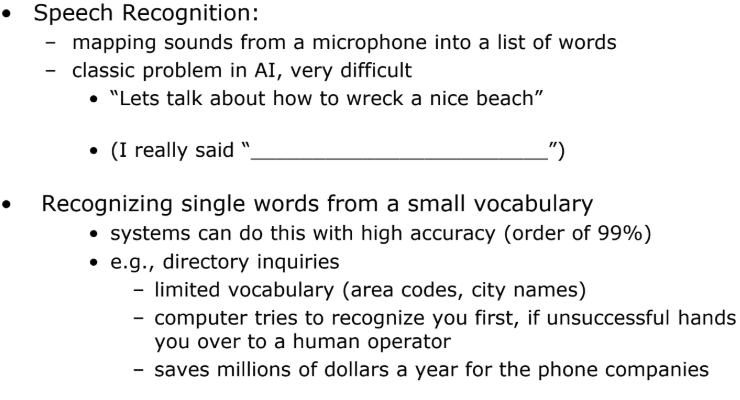 • Speech Recognition:
– mapping sounds from a microphone into a list of words
– classic problem in AI, very difficult
• “Lets talk about how to wreck a nice beach”
• (I really said “___________________________”)
• Recognizing single words from a small vocabulary
• systems can do this with high accuracy (order of 99%)
• e.g., directory inquiries
– limited vocabulary (area codes, city names)
– computer tries to recognize you first, if unsuccessful hands
you over to a human operator
– saves millions of dollars a year for the phone companies